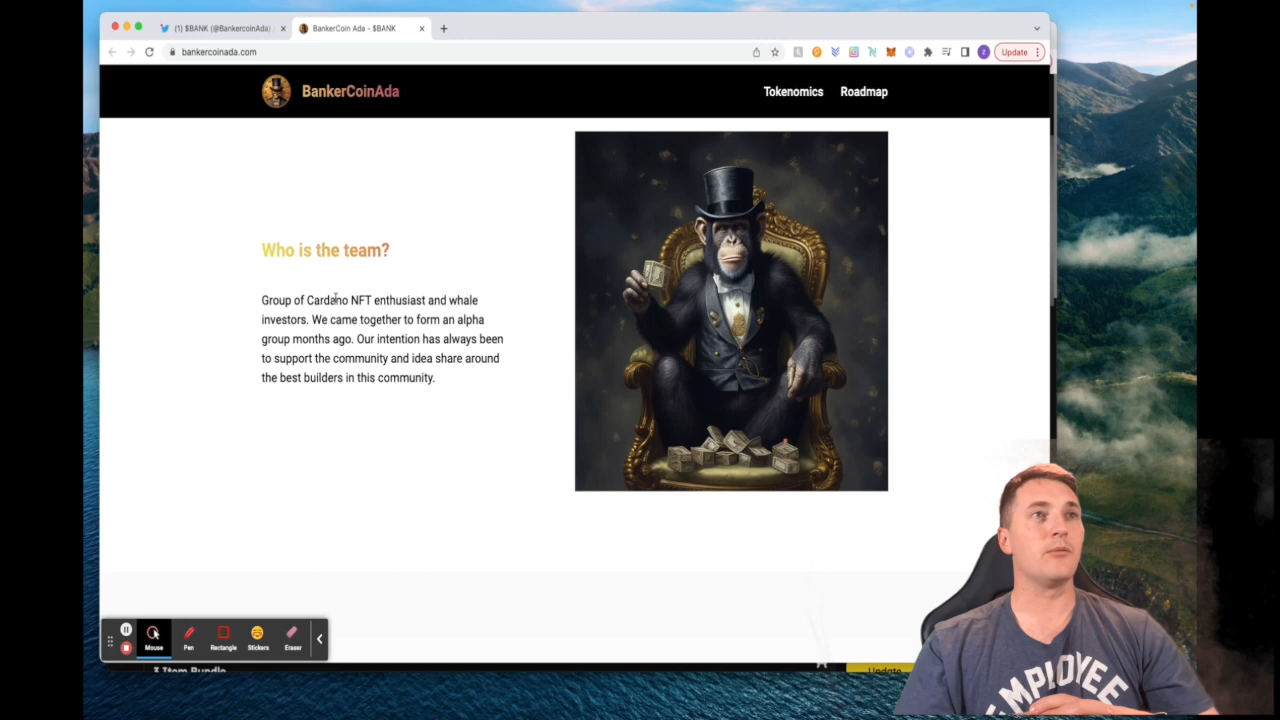 (1) $BANK (@BankercoinAda)
BankerCoin Ada - $BANK
bankercoinada.com
Update
BankerCoinAda
Tokenomics
Roadmap
Who is the team?
Group of Cardano NFT enthusiast and whale
investors. We came together to form an alpha
group months ago. Our intention has always been
to support the community and idea share around
the best builders in this community.
Mouse
Pen
Rectangle
Stickers
Eraser
Update
EMPLOYEE